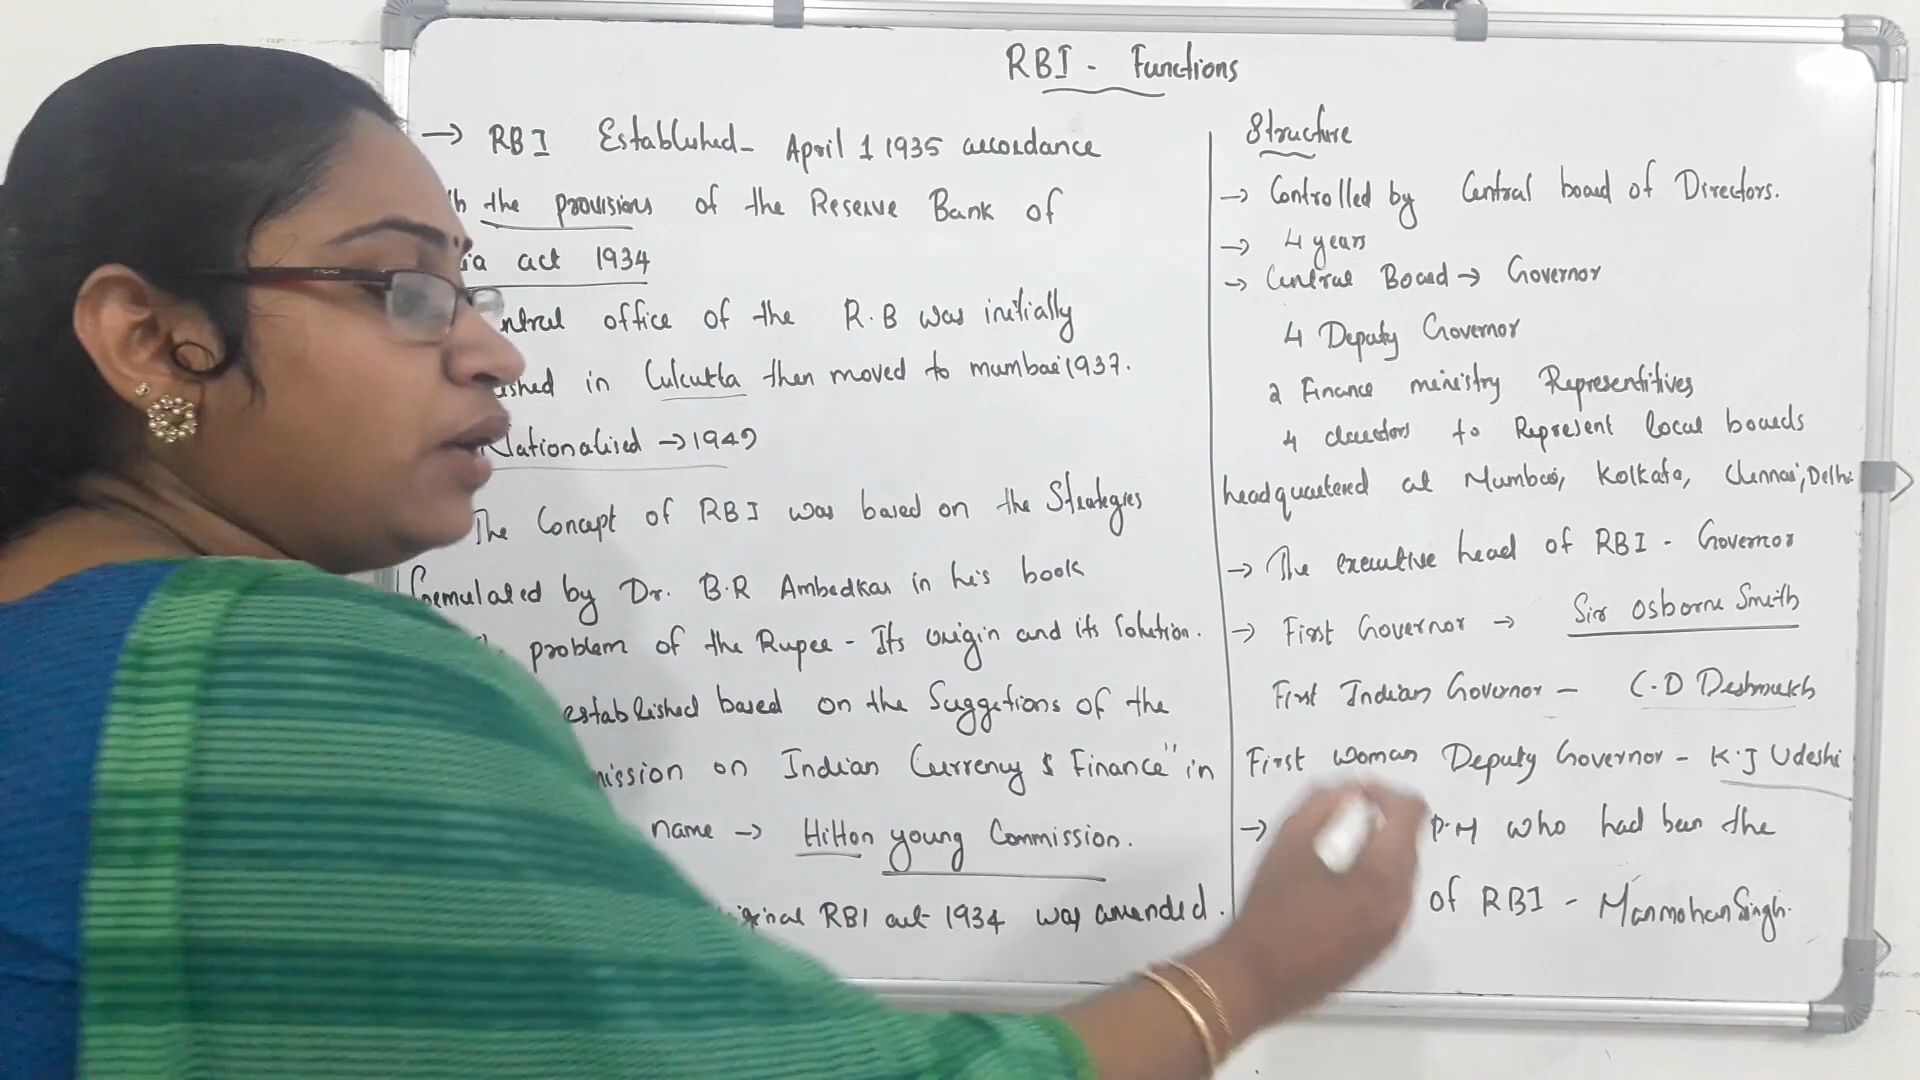 RBI - Functions
→ RBI Established - April 1 1935 accordance
the provisions of the Reserve Bank of
act 1934
office of the R.B was initially
in Culcutta then moved to mumbai 1937.
Nationalised → 1949
The Concept of RBI was based on the Strategies
by Dr. B.R Ambedkar in his book
problem of the Rupee - Its origin and its Solution.
established based on the Suggetions of the
on Indian Currency & Finance" in
name → Hilton young Commission.
RBI act 1934 was amended.
Structure
→ Controlled by Central board of Directors.
→ 4 years
→ Central Board → Governor
4 Deputy Governor
2 Finance ministry Representitives
4 directors to Represent local boards
headquartered at Mumbai, Kolkata, Chennai, Delhi
→ The executive head of RBI - Governor
→ First Governor → Sir Osborne Smith
First Indian Governor - C.D Deshmukh
First woman Deputy Governor - K.J Udeshi
→ P.M who had been the
of RBI - Manmohan Singh.